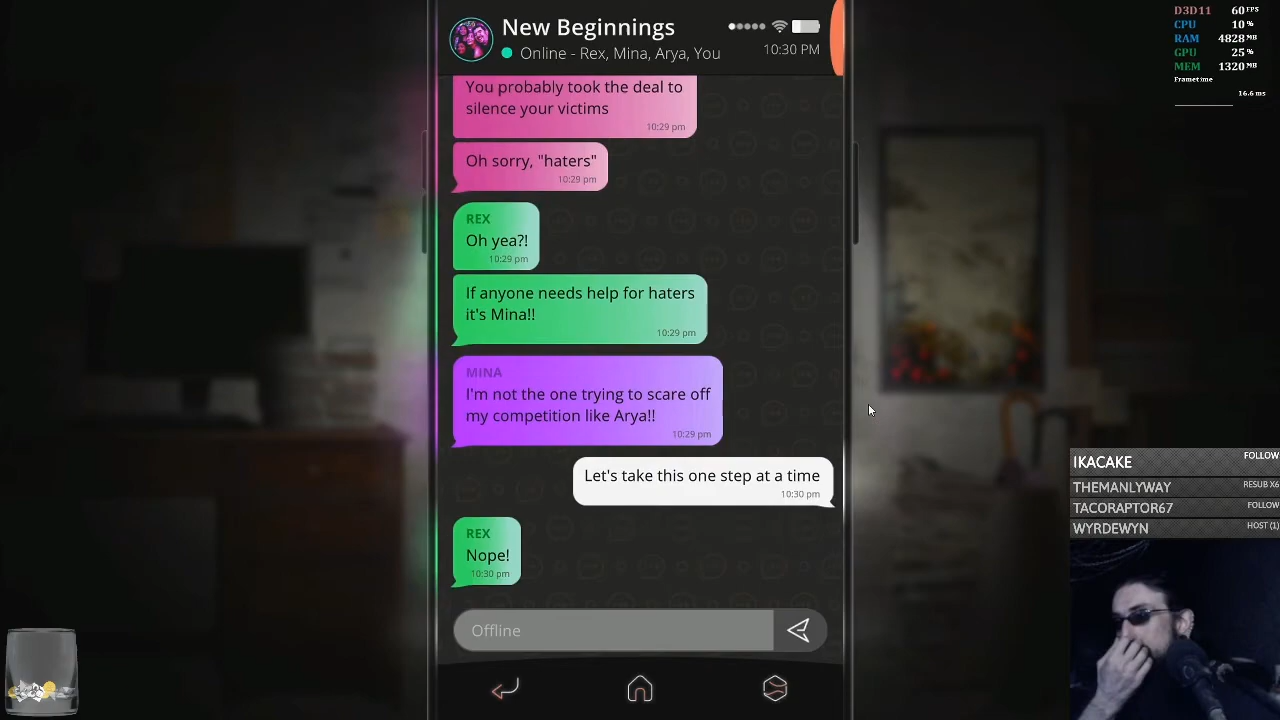 New Beginnings
Online - Rex, Mina, Arya, You
10:30 PM
You probably took the deal to
silence your victims
10:29 pm
Oh sorry, "haters"
10:29 pm
REX
Oh yea?!
10:29 pm
If anyone needs help for haters
it's Mina!!
10:29 pm
MINA
I'm not the one trying to scare off
my competition like Arya!!
10:29 pm
Let's take this one step at a time
10:30 pm
REX
Nope!
10:30 pm
Offline
D3D11 60 FPS
CPU 10 %
RAM 4828 MB
GPU 25 %
MEM 1320 MB
Frametime
16.6 ms
IKACAKE FOLLOW
THEMANLYWAY RESUB X6
TACORAPTOR67 FOLLOW
WYRDEWYN HOST (1)